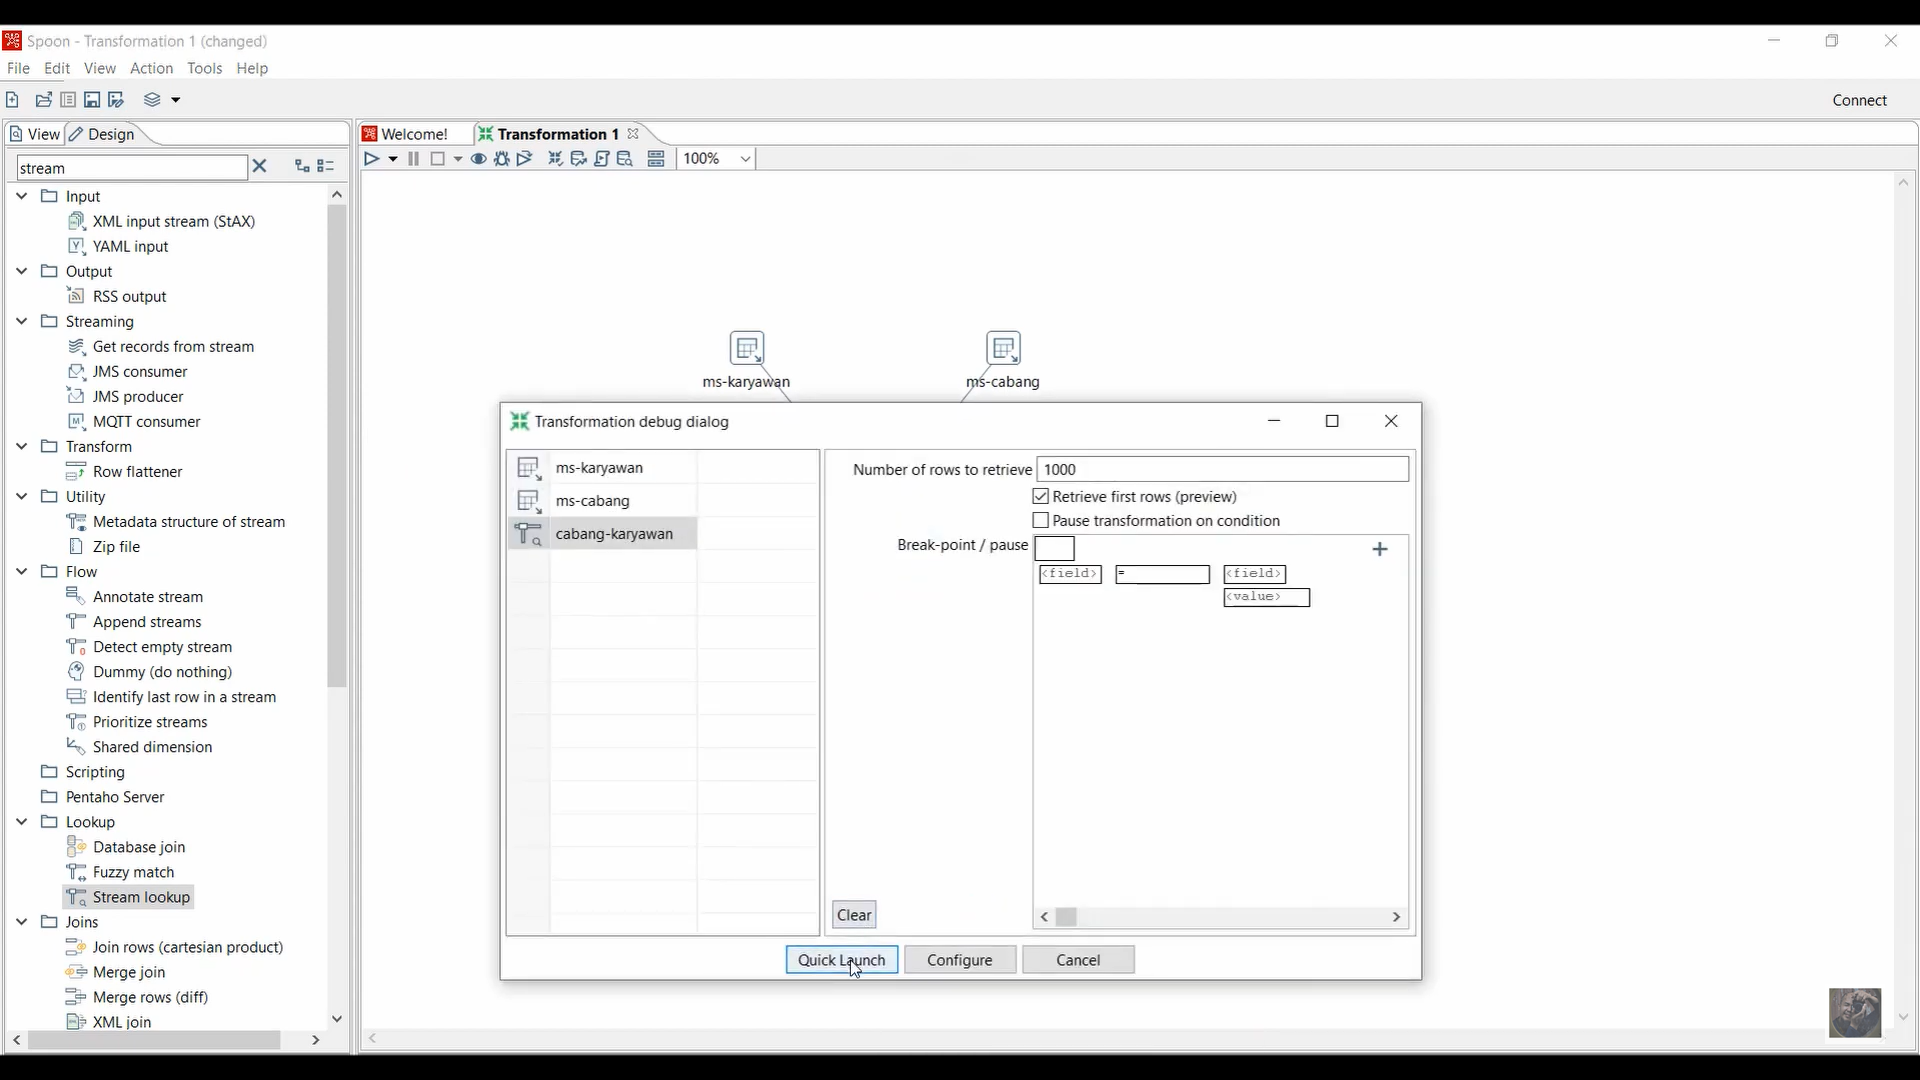 Spoon - Transformation 1 (changed)
File Edit View Action Tools Help
Connect
View Design
Welcome! Transformation 1
stream
100%
Input
XML input stream (StAX)
YAML input
Output
RSS output
Streaming
Get records from stream
JMS consumer
JMS producer
MQTT consumer
Transform
Row flattener
Utility
Metadata structure of stream
Zip file
Flow
Annotate stream
Append streams
Detect empty stream
Dummy (do nothing)
Identify last row in a stream
Prioritize streams
Shared dimension
Scripting
Pentaho Server
Lookup
Database join
Fuzzy match
Stream lookup
Joins
Join rows (cartesian product)
Merge join
Merge rows (diff)
XML join
ms-karyawan
ms-cabang
Transformation debug dialog
ms-karyawan
ms-cabang
cabang-karyawan
Number of rows to retrieve 1000
Retrieve first rows (preview)
Pause transformation on condition
Break-point / pause
<field> = <field>
<value>
Clear
Quick Launch Configure Cancel